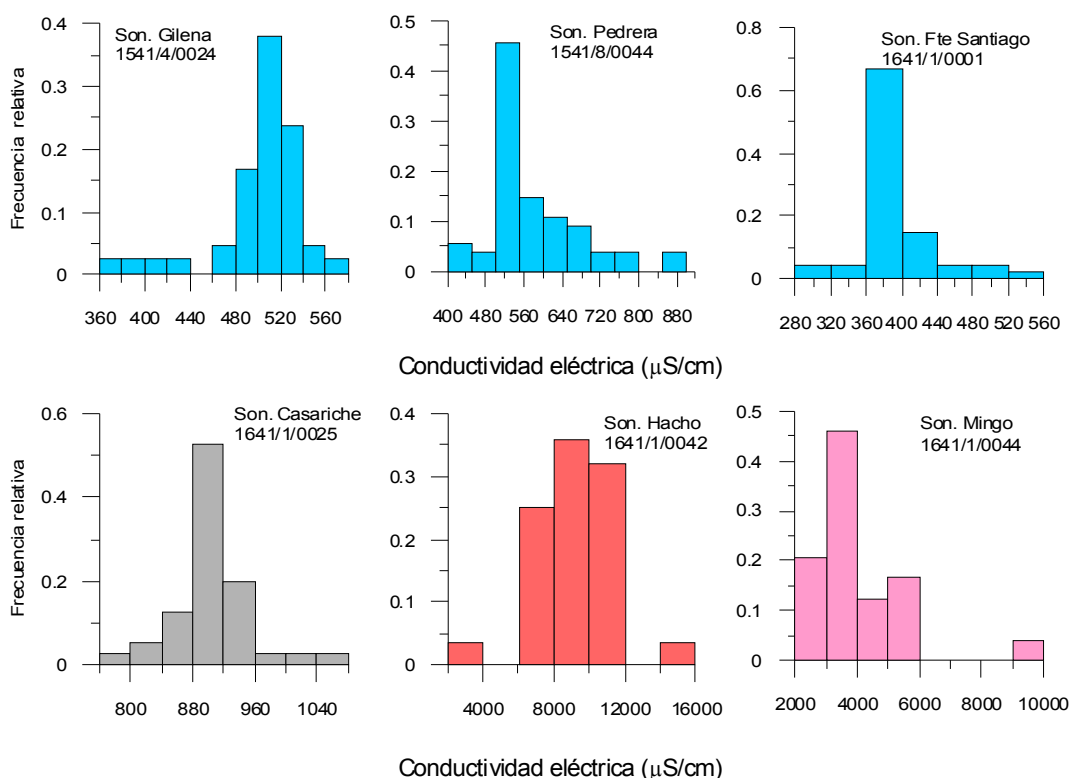 Son. Gilena
1541/4/0024
Frecuencia relativa
0.4
0.3
0.2
0.1
0
360 400 440 480 520 560
Son. Pedrera
1541/8/0044
0.5
0.4
0.3
0.2
0.1
0
400 480 560 640 720 800 880
Son. Fte Santiago
1641/1/0001
0.8
0.6
0.4
0.2
0
280 320 360 400 440 480 520 560
Conductividad eléctrica (µS/cm)
Son. Casariche
1641/1/0025
Frecuencia relativa
0.6
0.4
0.2
0
800 880 960 1040
Son. Hacho
1641/1/0042
0.4
0.3
0.2
0.1
0
4000 8000 12000 16000
Son. Mingo
1641/1/0044
0.5
0.4
0.3
0.2
0.1
0
2000 4000 6000 8000 10000
Conductividad eléctrica (µS/cm)